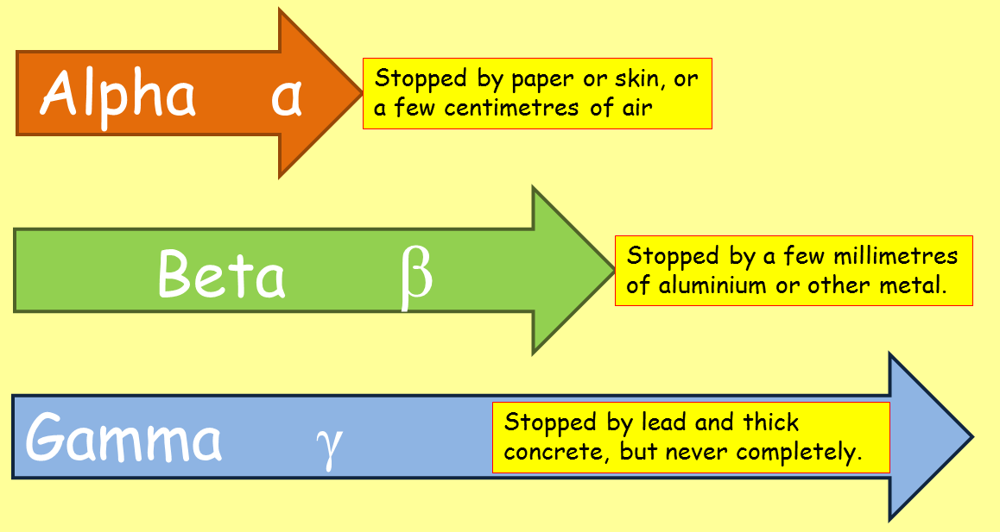 Alpha α
Stopped by paper or skin, or
a few centimetres of air
Beta β
Stopped by a few millimetres
of aluminium or other metal.
Gamma γ
Stopped by lead and thick
concrete, but never completely.